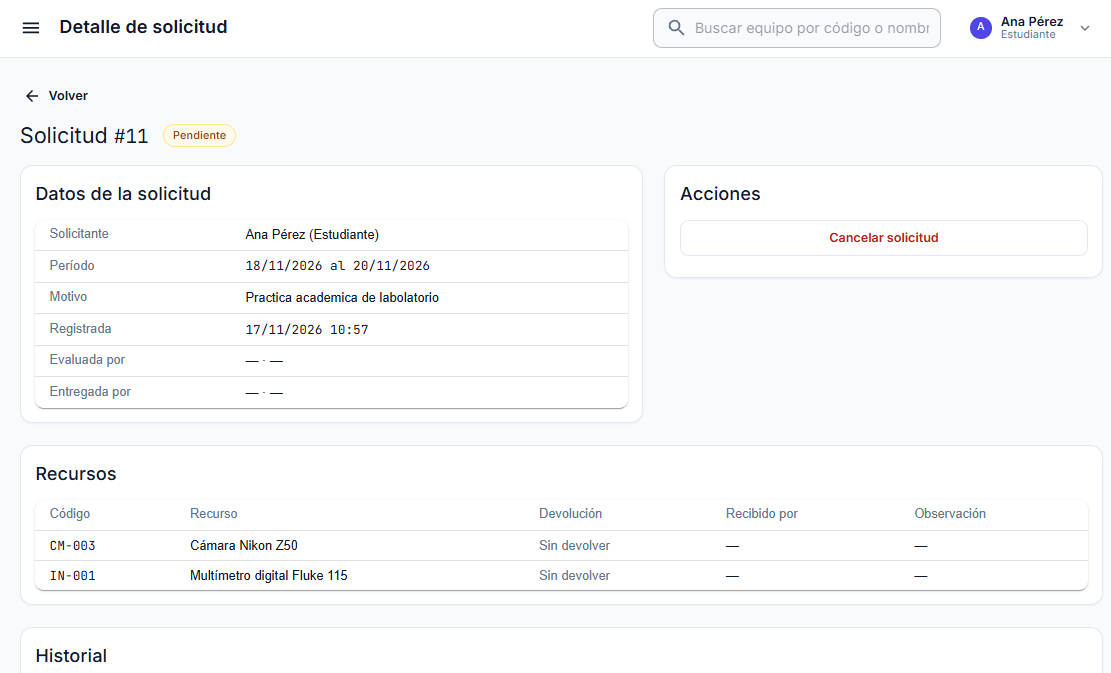 Detalle de solicitud
Buscar equipo por código o nombr
A
Ana Pérez
Estudiante
Volver
Solicitud #11 Pendiente
Datos de la solicitud
Solicitante Ana Pérez (Estudiante)
Período 18/11/2026 al 20/11/2026
Motivo Practica academica de labolatorio
Registrada 17/11/2026 10:57
Evaluada por — · —
Entregada por — · —
Acciones
Cancelar solicitud
Recursos
Código Recurso Devolución Recibido por Observación
CM-003 Cámara Nikon Z50 Sin devolver — —
IN-001 Multímetro digital Fluke 115 Sin devolver — —
Historial